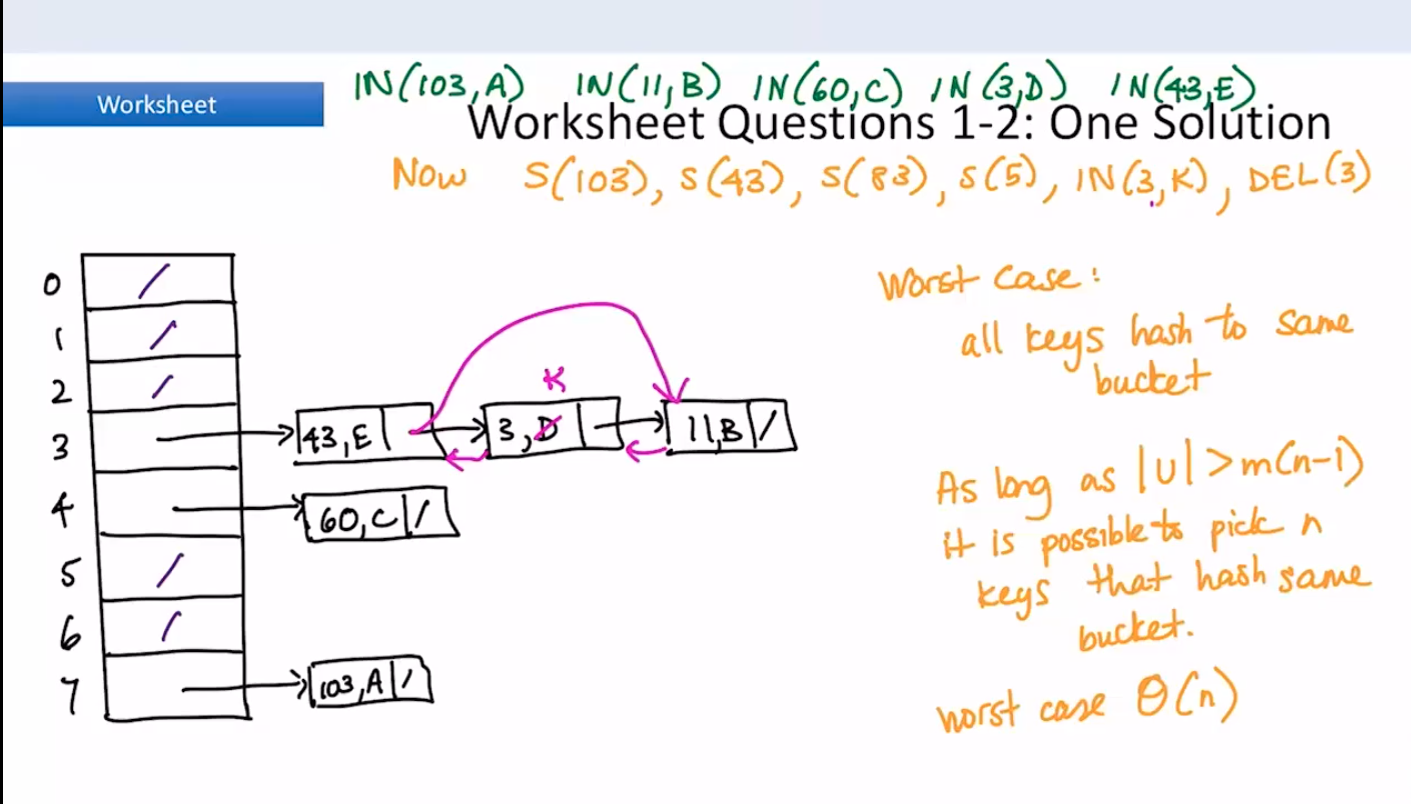 IN(103,A) IN(11,B) IN(60,C) IN(3,D) IN(43,E)
Worksheet
Worksheet Questions 1-2: One Solution
Now S(103), S(43), S(83), S(5), IN(3,K), DEL(3)
0 /
1 /
2 /
K
3 43,E 3,D 11,B /
4 60,C /
5 /
6 /
7 103,A /
Worst Case:
all keys hash to same
bucket
As long as |U| > m(n-1)
it is possible to pick n
keys that hash same
bucket.
worst case Θ(n)